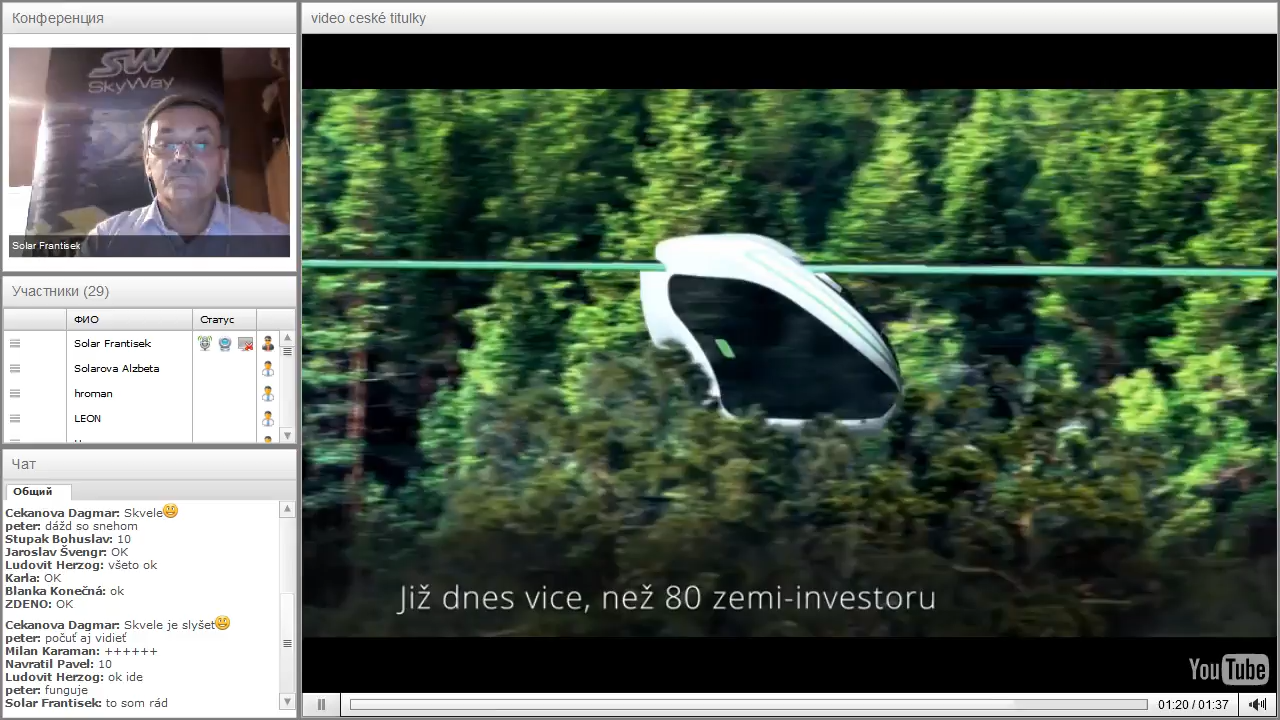 Конференция
SW
SkyWay
Solar Frantisek
Участники (29)
ФИО
Статус
Solar Frantisek
Solarova Alzbeta
hroman
LEON
Чат
Общий
Cekanova Dagmar: Skvele
peter: dážd so snehom
Stupak Bohuslav: 10
Jaroslav Švengr: OK
Ludovit Herzog: všeto ok
Karla: OK
Blanka Konečná: ok
ZDENO: OK
Cekanova Dagmar: Skvele je slyšet
peter: počuť aj vidieť
Milan Karaman: ++++++
Navratil Pavel: 10
Ludovit Herzog: ok ide
peter: funguje
Solar Frantisek: to som rád
video ceské titulky
Již dnes vice, než 80 zemi-investoru
YouTube
01:20 / 01:37